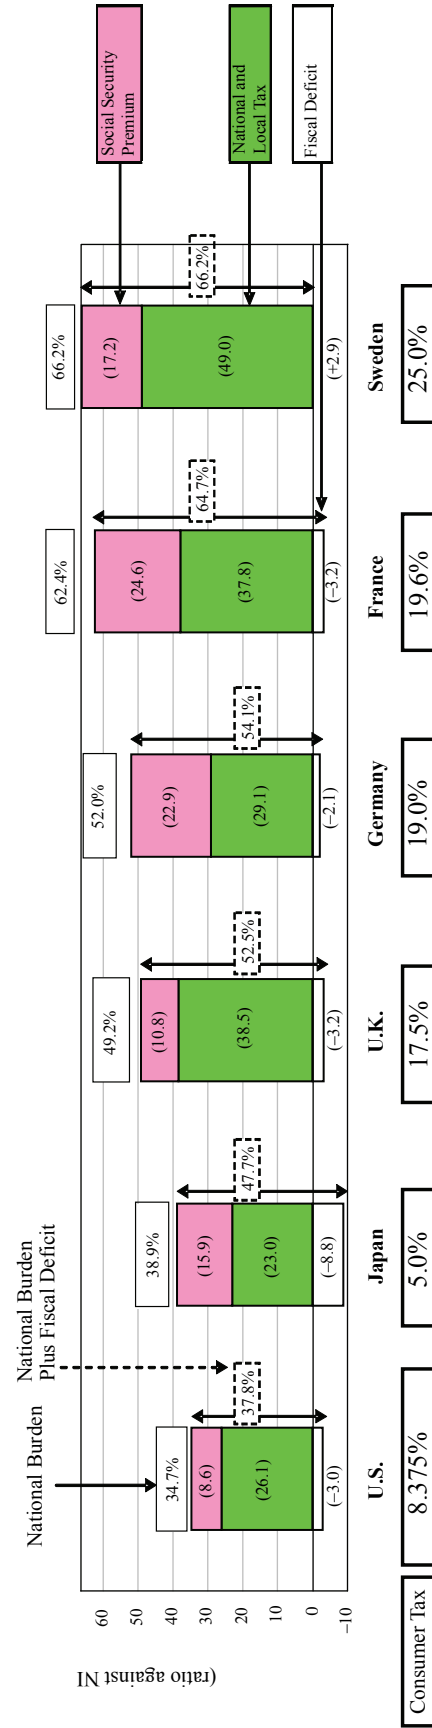 National Burden
National Burden
Plus Fiscal Deficit
Social Security
Premium
National and
Local Tax
Fiscal Deficit
(ratio against NI
60
50
40
30
20
10
0
–10
34.7%
(8.6)
(26.1)
(–3.0)
37.8%
38.9%
(15.9)
(23.0)
(–8.8)
47.7%
49.2%
(10.8)
(38.5)
(–3.2)
52.5%
52.0%
(22.9)
(29.1)
(–2.1)
54.1%
62.4%
(24.6)
(37.8)
(–3.2)
64.7%
66.2%
(17.2)
(49.0)
(+2.9)
66.2%
U.S.
Japan
U.K.
Germany
France
Sweden
Consumer Tax
8.375%
5.0%
17.5%
19.0%
19.6%
25.0%